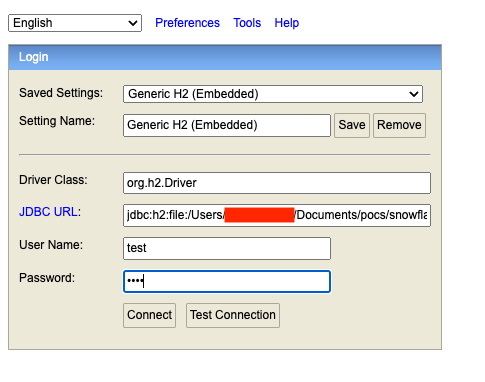 English Preferences Tools Help
Login
Saved Settings: Generic H2 (Embedded)
Setting Name: Generic H2 (Embedded) Save Remove
Driver Class: org.h2.Driver
JDBC URL: jdbc:h2:file:/Users/ /Documents/pocs/snowfla
User Name: test
Password: ••••
Connect Test Connection